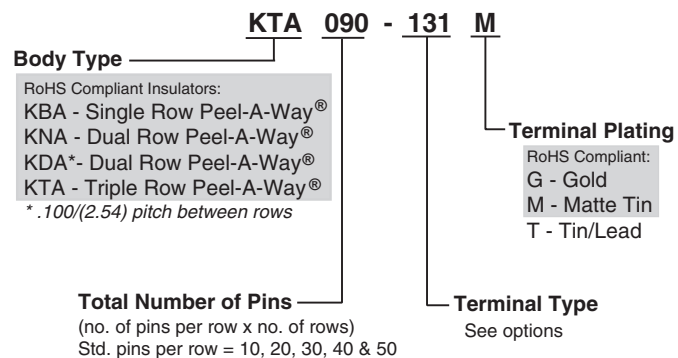 KTA 090 - 131 M
Body Type
RoHS Compliant Insulators:
KBA - Single Row Peel-A-Way®
KNA - Dual Row Peel-A-Way®
KDA*- Dual Row Peel-A-Way®
KTA - Triple Row Peel-A-Way®
* .100/(2.54) pitch between rows
Terminal Plating
RoHS Compliant:
G - Gold
M - Matte Tin
T - Tin/Lead
Total Number of Pins
(no. of pins per row x no. of rows)
Std. pins per row = 10, 20, 30, 40 & 50
Terminal Type
See options